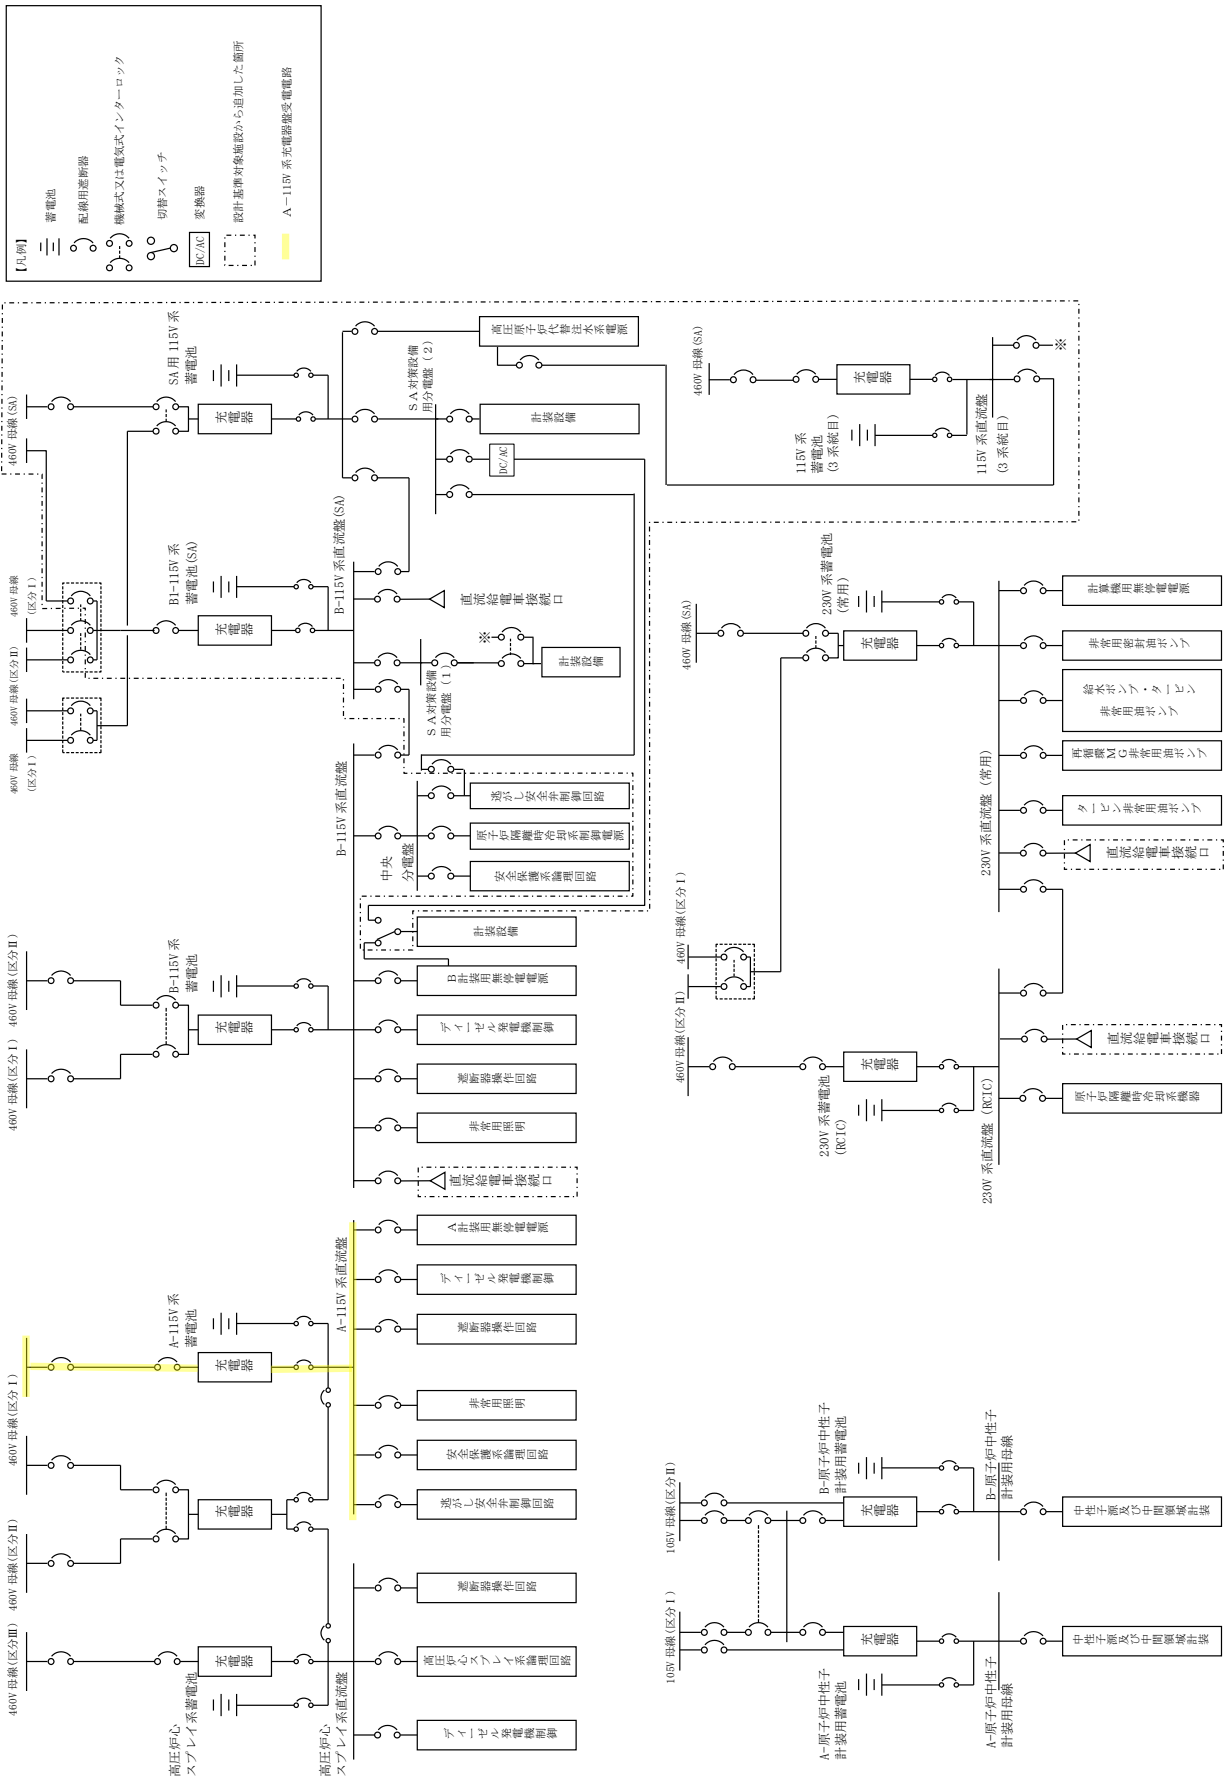 【凡例】
蓄電池
配線用遮断器
機械式又は電気式インターロック
切替スイッチ
DC/AC
変換器
設計基準対象施設から追加した箇所
A－115V 系充電器盤受電電路
460V 母線(区分Ⅲ)
460V 母線(区分Ⅱ)
460V 母線(区分Ⅰ)
460V 母線(区分Ⅰ)
460V 母線(区分Ⅱ)
460V 母線
(区分Ⅰ)
460V 母線(区分Ⅱ)
460V 母線
(区分Ⅰ)
460V 母線(SA)
高圧炉心
スプレイ系蓄電池
充電器
充電器
充電器
A-115V 系
蓄電池
充電器
B-115V 系
蓄電池
充電器
B1-115V 系
蓄電池(SA)
充電器
SA 用 115V 系
蓄電池
高圧炉心
スプレイ系直流盤
A-115V 系直流盤
B-115V 系直流盤
B-115V 系直流盤(SA)
ディーゼル発電機制御
高圧炉心スプレイ系論理回路
遮断器操作回路
逃がし安全弁制御回路
安全保護系論理回路
非常用照明
遮断器操作回路
ディーゼル発電機制御
A計装用無停電電源
直流給電車接続口
非常用照明
遮断器操作回路
ディーゼル発電機制御
B計装用無停電電源
計装設備
中央
分電盤
安全保護系論理回路
原子炉隔離時冷却系制御電源
逃がし安全弁制御回路
ＳＡ対策設備
用分電盤（1）
※
計装設備
直流給電車接続口
ＳＡ対策設備
用分電盤（2）
DC/AC
計装設備
高圧原子炉代替注水系電源
460V 母線(SA)
充電器
115V 系
蓄電池
(3 系統目)
115V 系直流盤
(3 系統目)
※
105V 母線(区分Ⅰ)
105V 母線(区分Ⅱ)
A-原子炉中性子
計装用蓄電池
充電器
充電器
B-原子炉中性子
計装用蓄電池
A-原子炉中性子
計装用母線
B-原子炉中性子
計装用母線
中性子源及び中間領域計装
中性子源及び中間領域計装
460V 母線(区分Ⅱ)
460V 母線(区分Ⅰ)
460V 母線(SA)
230V 系蓄電池
(RCIC)
充電器
充電器
230V 系蓄電池
(常用)
230V 系直流盤 (RCIC)
230V 系直流盤 (常用)
原子炉隔離時冷却系機器
直流給電車接続口
直流給電車接続口
タービン非常用油ポンプ
再循環ＭＧ非常用油ポンプ
給水ポンプ・タービン
非常用油ポンプ
非常用密封油ポンプ
計算機用無停電電源